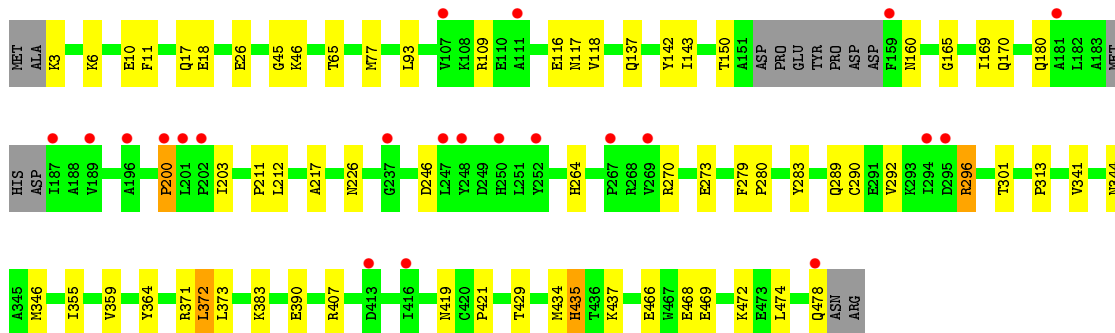 MET ALA K3 K6 E10 F11 Q17 E18 E26 G45 K46 T65 M77 L93 V107 K108 R109 E110 A111 E116 N117 V118 Q137 Y142 I143 T150 A151 ASP PRO GLU TYR PRO ASP ASP F159 N160 G165 I169 Q170 Q180 A181 L182 A183 MET
HIS ASP I187 A188 V189 A196 P200 L201 P202 I203 P211 L212 A217 N226 G237 D246 L247 Y248 D249 H250 L251 Y252 H264 P267 R268 V269 R270 E273 F279 P280 Y283 Q289 C290 E291 V292 K293 I294 D295 R296 T301 P313 V341 N344
A345 M346 I355 V359 Y364 R371 L372 L373 K383 E390 R407 D413 I416 N419 C420 P421 T429 M434 H435 T436 K437 E466 W467 E468 E469 K472 E473 L474 Q478 ASN ARG